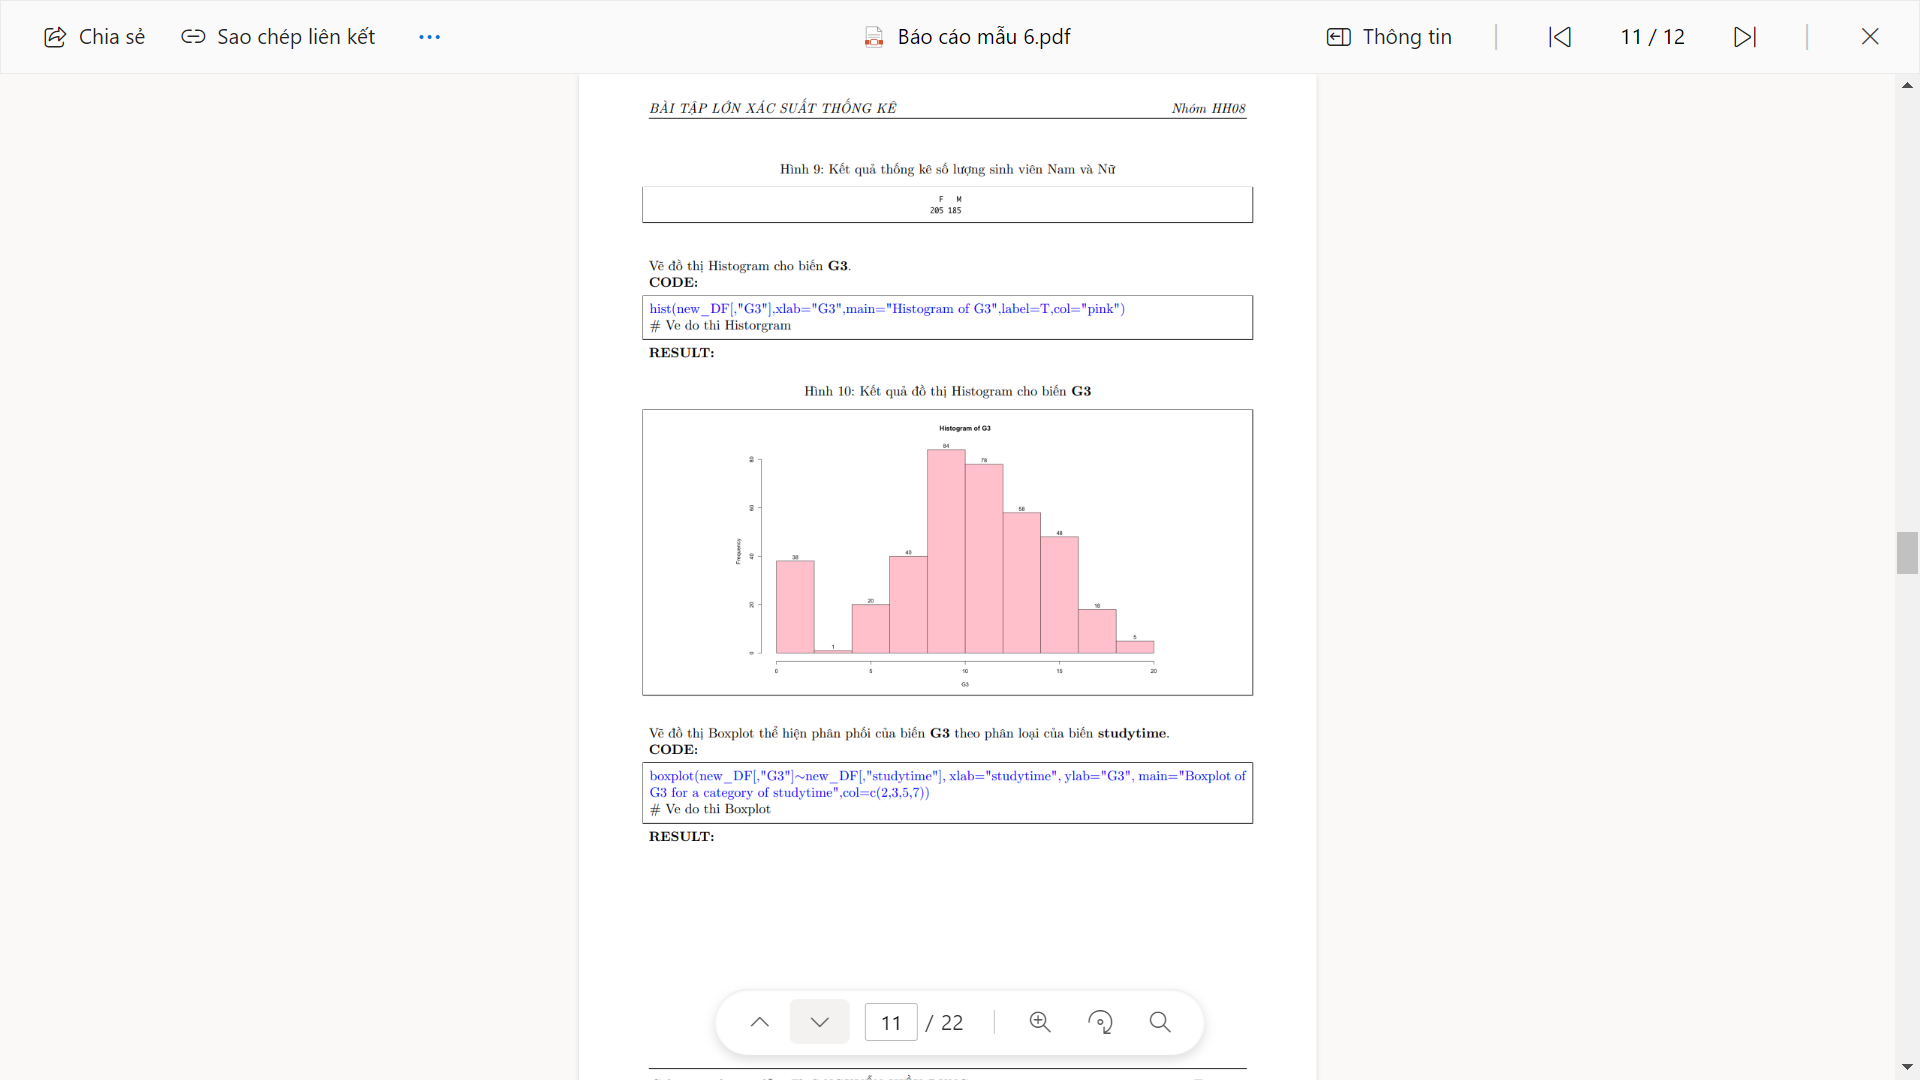 Chia sẻ
Sao chép liên kết
Báo cáo mẫu 6.pdf
Thông tin
11 / 12
BÀI TẬP LỚN XÁC SUẤT THỐNG KÊ
Nhóm HH08
Hình 9: Kết quả thống kê số lượng sinh viên Nam và Nữ
F M
205 185
Vẽ đồ thị Histogram cho biến G3.
CODE:
hist(new_DF[,"G3"],xlab="G3",main="Histogram of G3",label=T,col="pink")
# Ve do thi Historgram
RESULT:
Hình 10: Kết quả đồ thị Histogram cho biến G3
Histogram of G3
84
78
58
48
40
38
20
18
5
1
Frequency
80
60
40
20
0
0 5 10 15 20
G3
Vẽ đồ thị Boxplot thể hiện phân phối của biến G3 theo phân loại của biến studytime.
CODE:
boxplot(new_DF[,"G3"]~new_DF[,"studytime"], xlab="studytime", ylab="G3", main="Boxplot of
G3 for a category of studytime",col=c(2,3,5,7))
# Ve do thi Boxplot
RESULT:
11 / 22